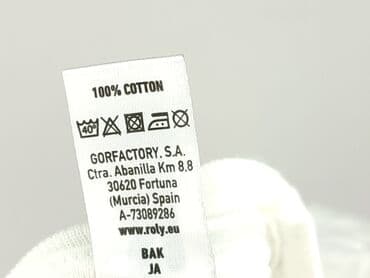 100% COTTON
40°
GORFACTORY, S.A.
Ctra. Abanilla Km 8,8
30620 Fortuna
(Murcia) Spain
A-73089286
www.roly.eu
BAK
JA